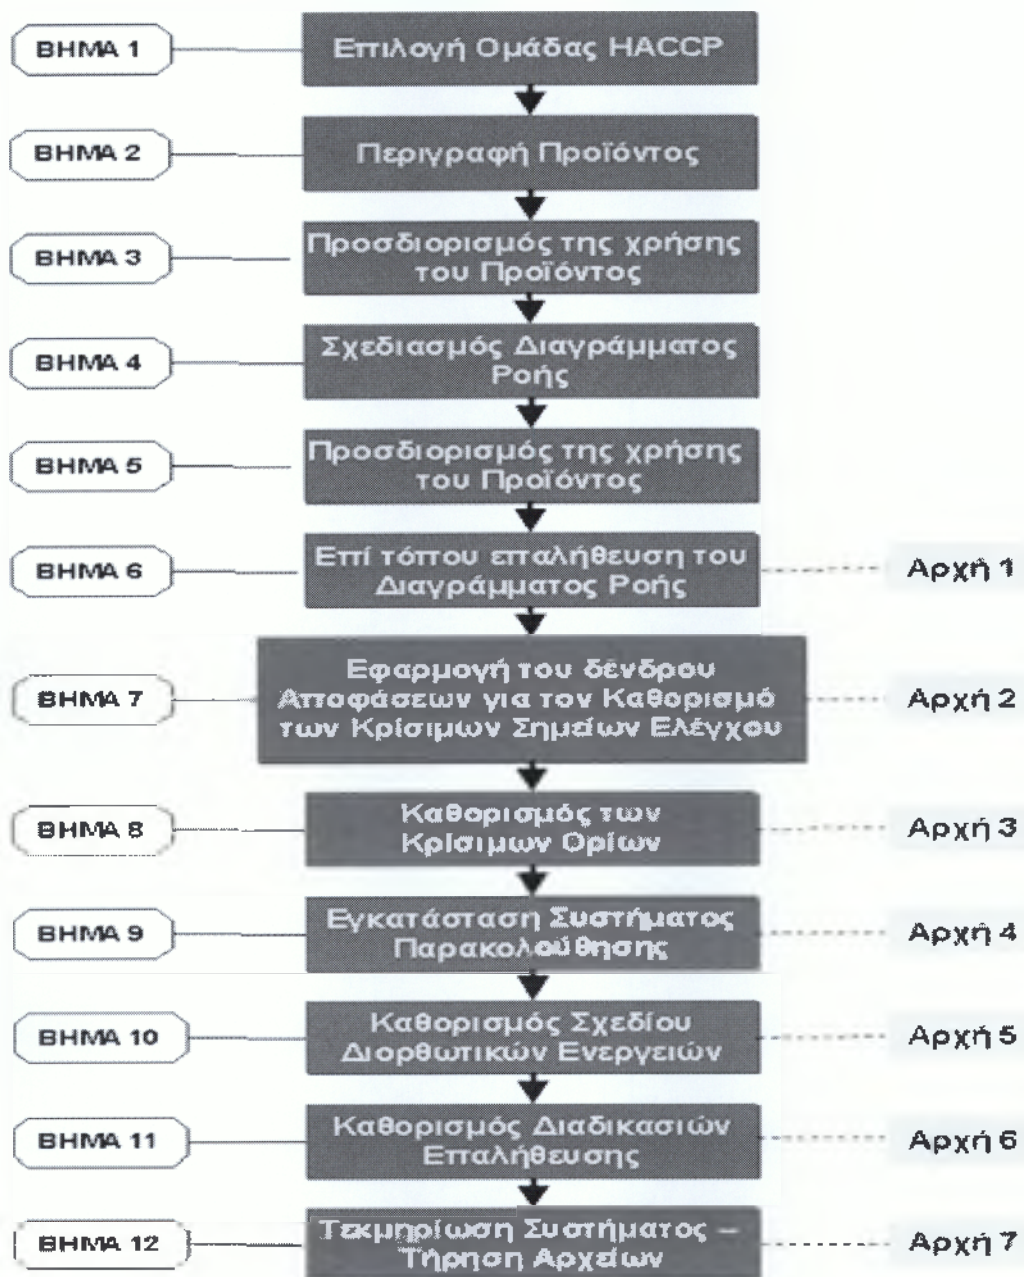 ΒΗΜΑ 1
Επιλογή Ομάδας HACCP
ΒΗΜΑ 2
Περιγραφή Προϊόντος
ΒΗΜΑ 3
Προσδιορισμός της χρήσης
του Προϊόντος
ΒΗΜΑ 4
Σχεδιασμός Διαγράμματος
Ροής
ΒΗΜΑ 5
Προσδιορισμός της χρήσης
του Προϊόντος
ΒΗΜΑ 6
Επί τόπου επαλήθευση του
Διαγράμματος Ροής
Αρχή 1
ΒΗΜΑ 7
Εφαρμογή του δένδρου
Αποφάσεων για τον Καθορισμό
των Κρίσιμων Σημείων Ελέγχου
Αρχή 2
ΒΗΜΑ 8
Καθορισμός των
Κρίσιμων Ορίων
Αρχή 3
ΒΗΜΑ 9
Εγκατάσταση Συστήματος
Παρακολούθησης
Αρχή 4
ΒΗΜΑ 10
Καθορισμός Σχεδίου
Διορθωτικών Ενεργειών
Αρχή 5
ΒΗΜΑ 11
Καθορισμός Διαδικασιών
Επαλήθευσης
Αρχή 6
ΒΗΜΑ 12
Τεκμηρίωση Συστήματος –
Τήρηση Αρχείων
Αρχή 7